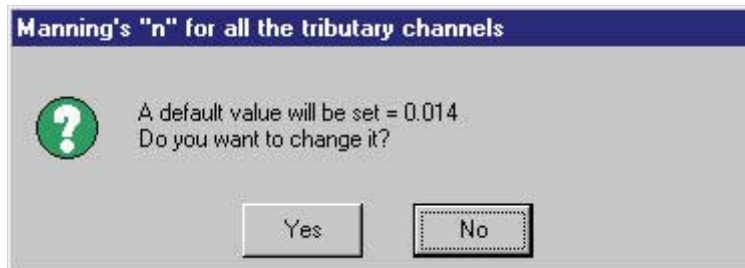 Manning's "n" for all the tributary channels
A default value will be set = 0.014
Do you want to change it?
Yes
No